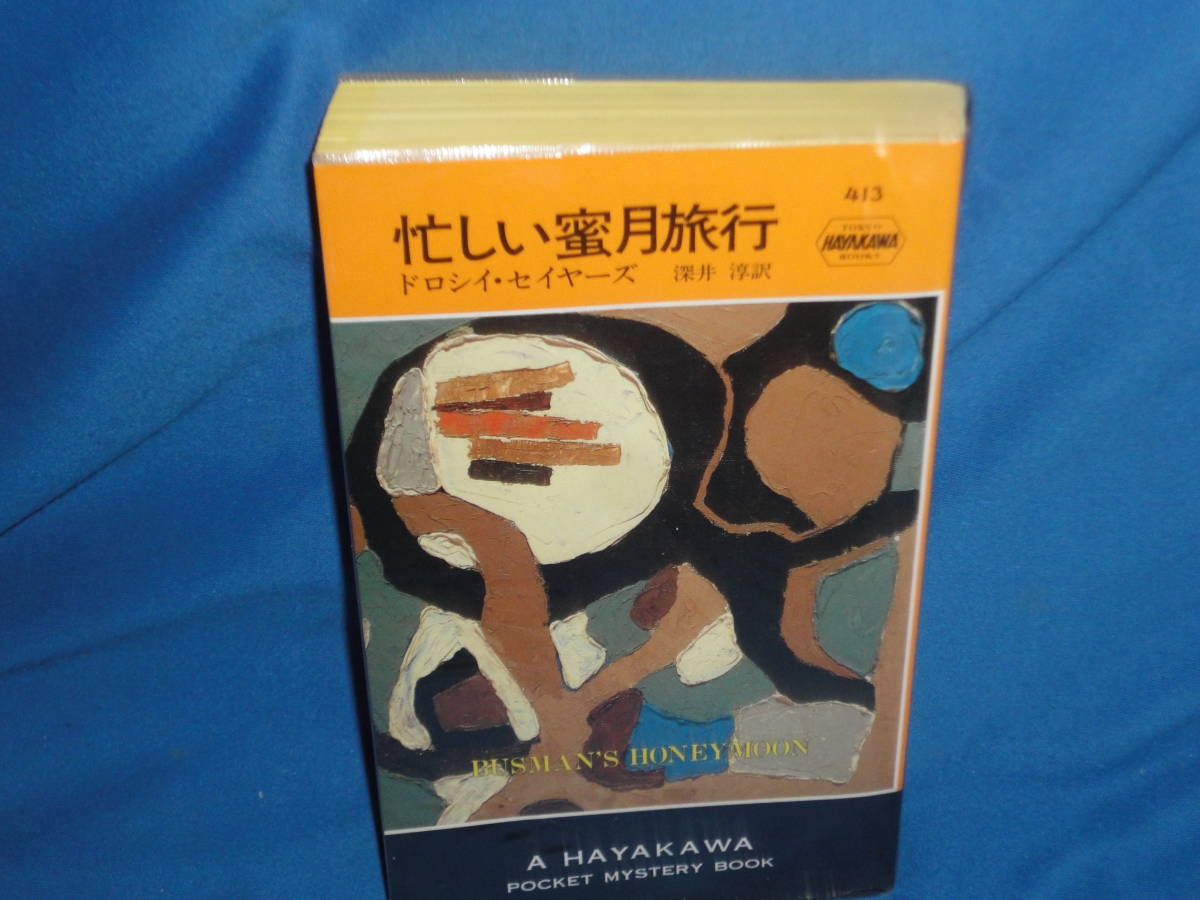 413
TOKYO
HAYAKAWA
忙しい蜜月旅行
ドロシイ・セイヤーズ 深井 淳訳
BUSMAN'S HONEYMOON
A HAYAKAWA
POCKET MYSTERY BOOK